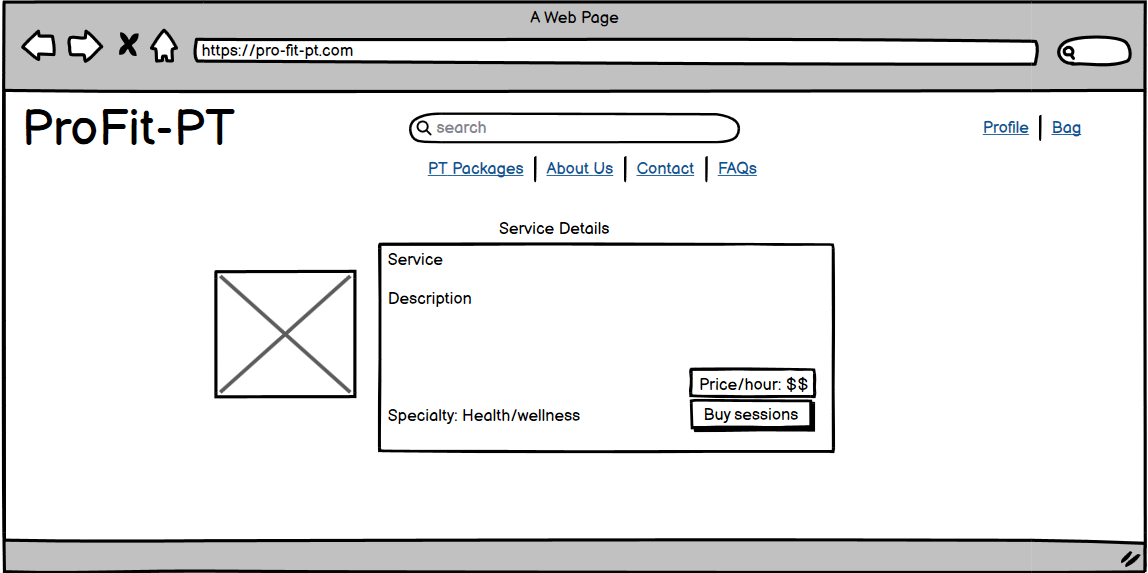 A Web Page
https://pro-fit-pt.com
ProFit-PT
search
Profile
Bag
PT Packages
About Us
Contact
FAQs
Service Details
Service
Description
Price/hour: $$
Specialty: Health/wellness
Buy sessions